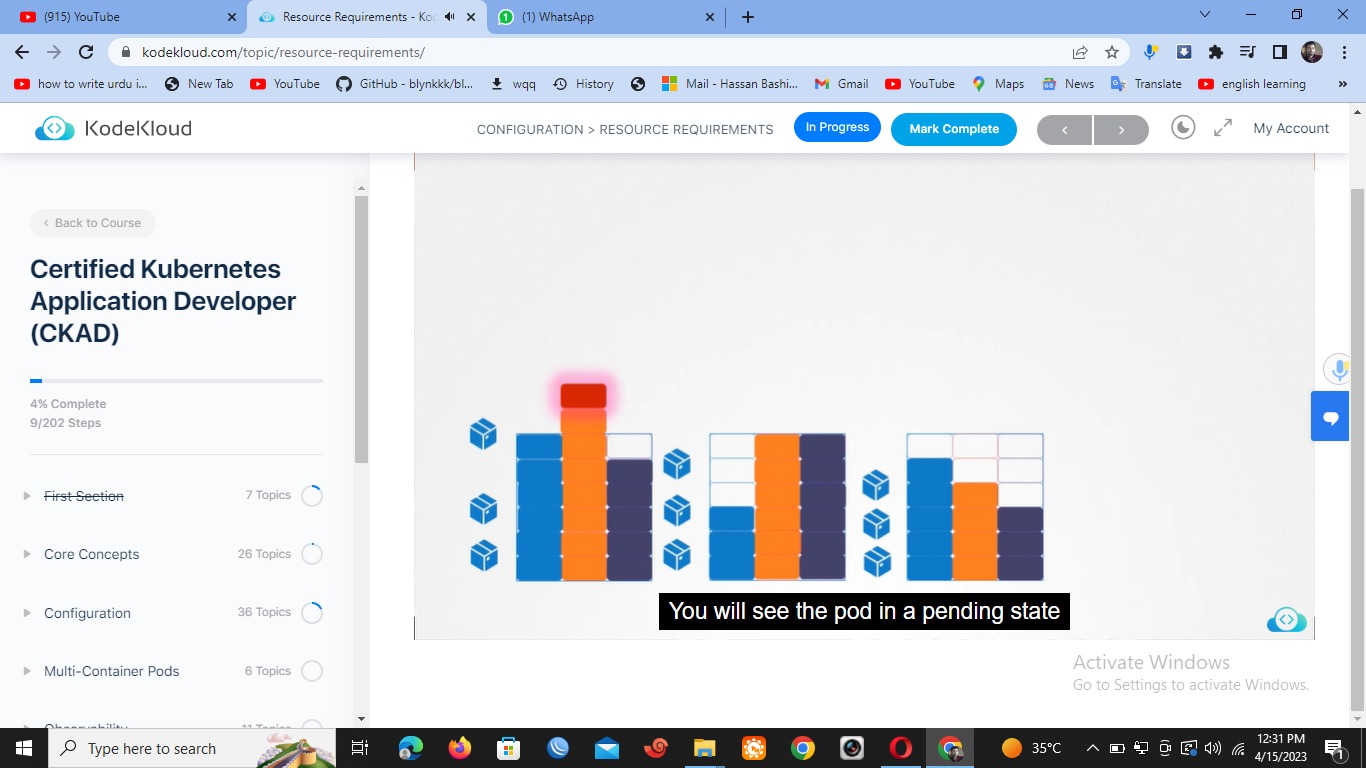 (915) YouTube
Resource Requirements - Ko
(1) WhatsApp
kodekloud.com/topic/resource-requirements/
how to write urdu i...
New Tab
YouTube
GitHub - blynkkk/bl...
wqq
History
Mail - Hassan Bashi...
Gmail
YouTube
Maps
News
Translate
english learning
»
KodeKloud
CONFIGURATION > RESOURCE REQUIREMENTS
In Progress
Mark Complete
My Account
Back to Course
Certified Kubernetes
Application Developer
(CKAD)
4% Complete
9/202 Steps
First Section 7 Topics
Core Concepts 26 Topics
Configuration 36 Topics
Multi-Container Pods 6 Topics
Observability 11 Topics
You will see the pod in a pending state
Activate Windows
Go to Settings to activate Windows.
Type here to search
35°C
12:31 PM
4/15/2023
1